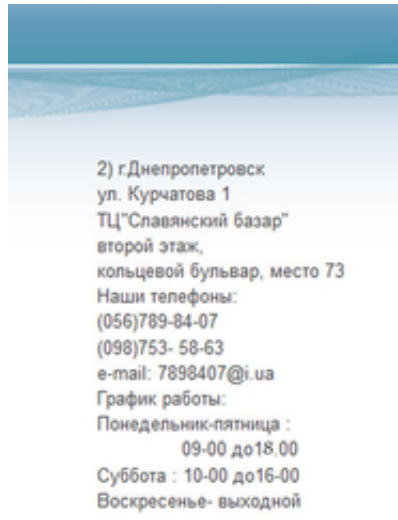 2) г.Днепропетровск
ул. Курчатова 1
ТЦ"Славянский базар"
второй этаж,
кольцевой бульвар, место 73
Наши телефоны:
(056)789-84-07
(098)753- 58-63
e-mail: 7898407@i.ua
График работы:
Понедельник-пятница :
09-00 до18.00
Суббота : 10-00 до16-00
Воскресенье- выходной